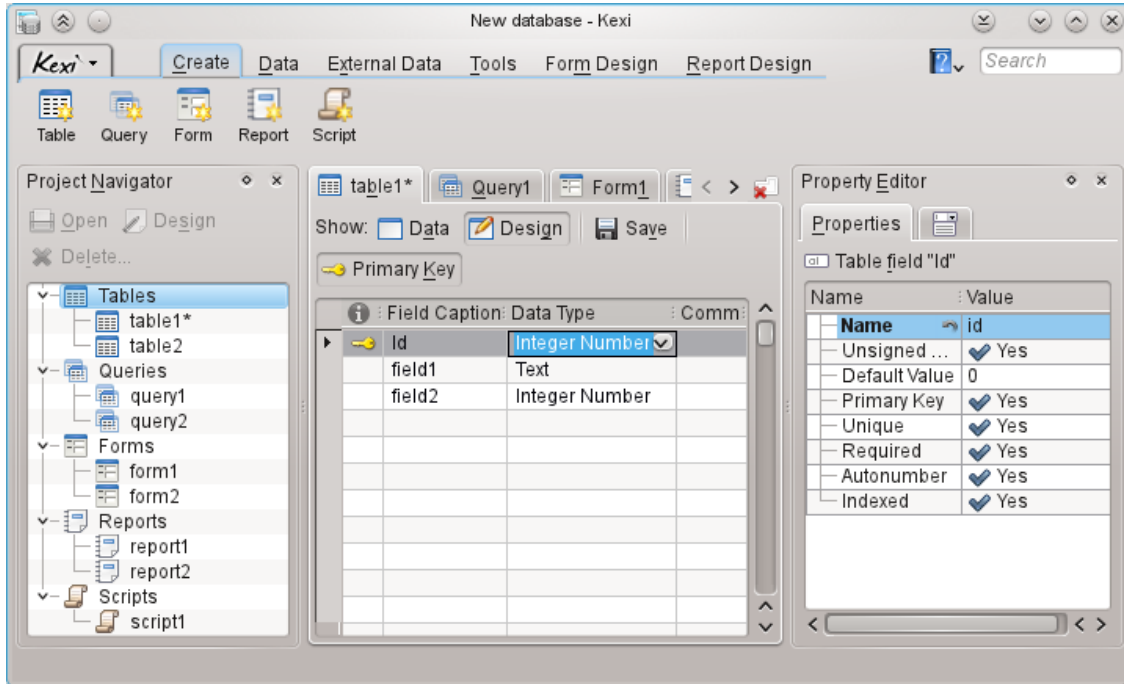 New database - Kexi
Kexi Create Data External Data Tools Form Design Report Design Search
Table Query Form Report Script
Project Navigator
Open Design
Delete...
Tables
table1*
table2
Queries
query1
query2
Forms
form1
form2
Reports
report1
report2
Scripts
script1
table1* Query1 Form1
Show: Data Design Save
Primary Key
Field Caption Data Type Comm
Id Integer Number
field1 Text
field2 Integer Number
Property Editor
Properties
Table field "Id"
Name Value
Name id
Unsigned ... Yes
Default Value 0
Primary Key Yes
Unique Yes
Required Yes
Autonumber Yes
Indexed Yes